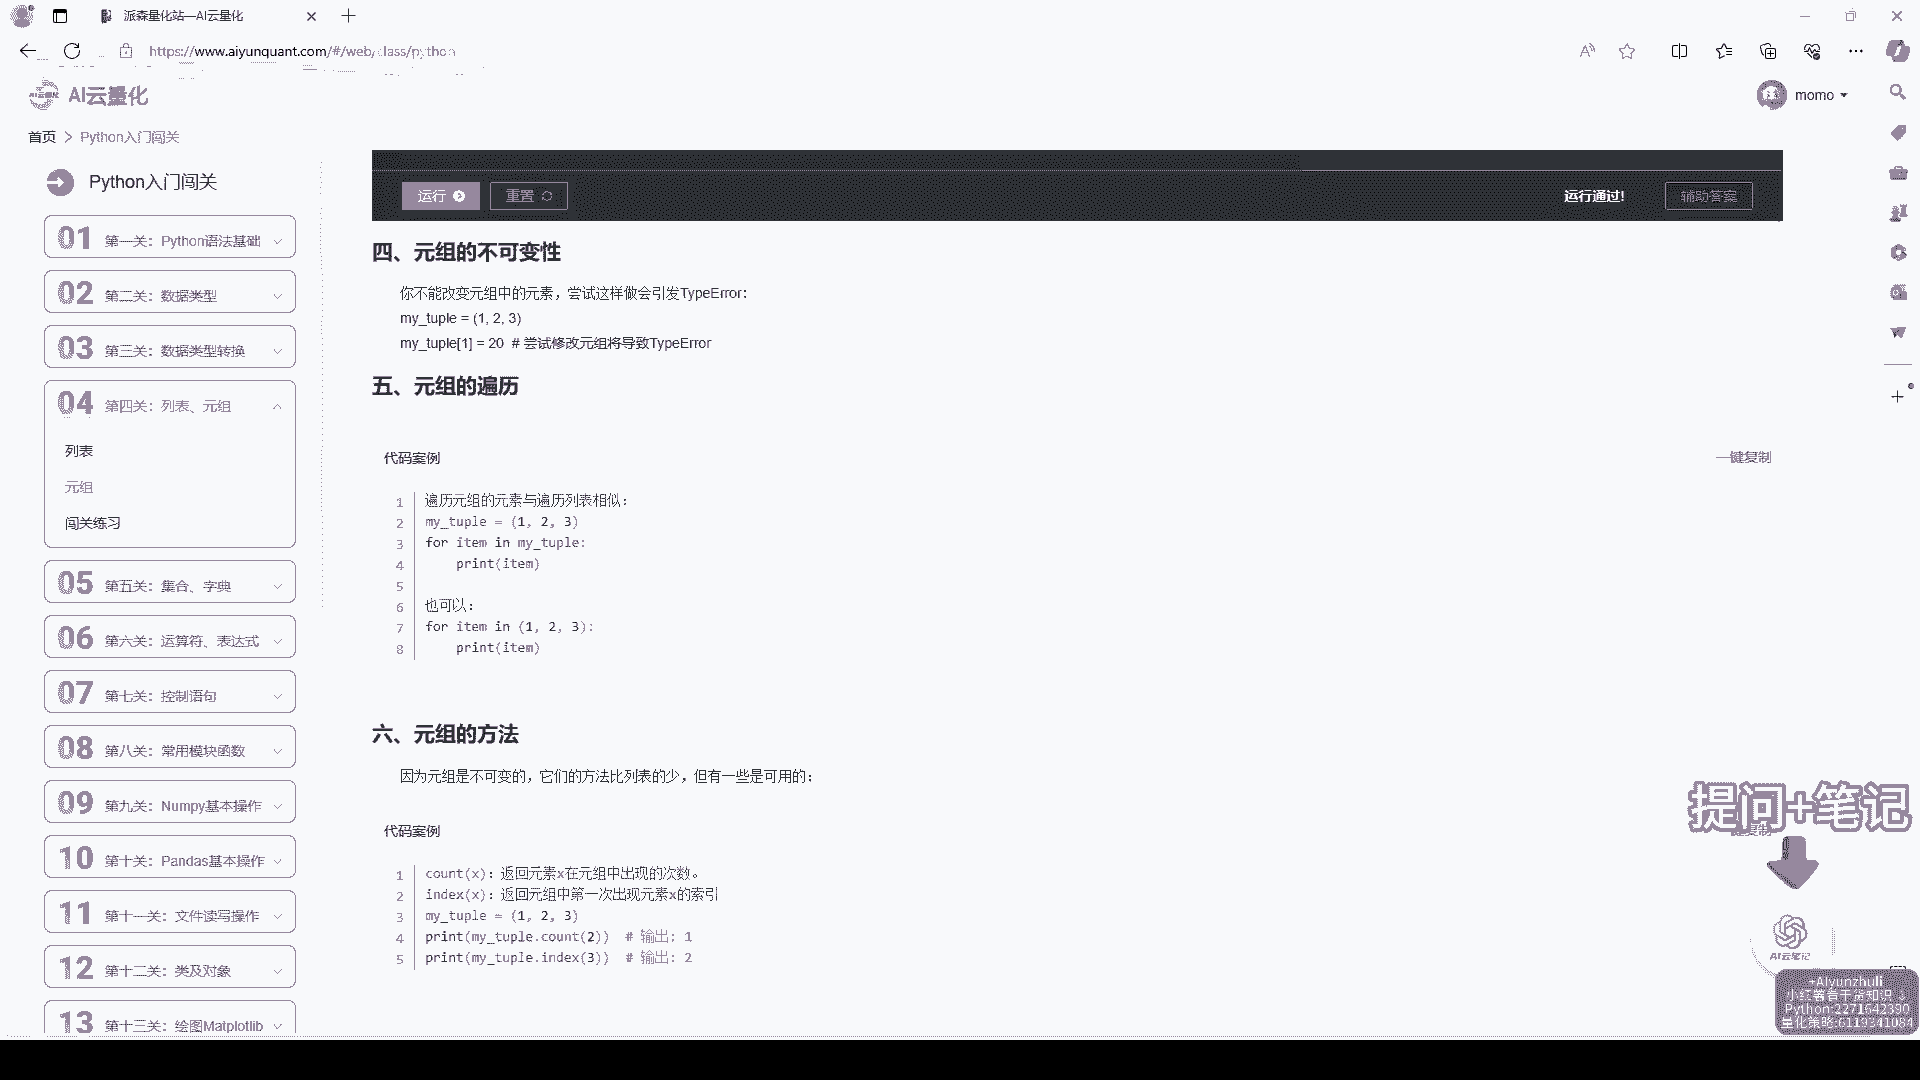 派森量化站—AI云量化
https://www.aiyunquant.com/#/web/class/python
AI云量化
momo
首页 > Python入门闯关
Python入门闯关
01 第一关：Python语法基础
02 第二关：数据类型
03 第三关：数据类型转换
04 第四关：列表、元组
列表
元组
闯关练习
05 第五关：集合、字典
06 第六关：运算符、表达式
07 第七关：控制语句
08 第八关：常用模块函数
09 第九关：Numpy基本操作
10 第十关：Pandas基本操作
11 第十一关：文件读写操作
12 第十二关：类及对象
13 第十三关：绘图Matplotlib
运行 重置 运行通过! 辅助答案
四、元组的不可变性
你不能改变元组中的元素，尝试这样做会引发TypeError:
my_tuple = (1, 2, 3)
my_tuple[1] = 20 # 尝试修改元组将导致TypeError
五、元组的遍历
代码案例 一键复制
1 遍历元组的元素与遍历列表相似：
2 my_tuple = (1, 2, 3)
3 for item in my_tuple:
4 print(item)
5
6 也可以：
7 for item in (1, 2, 3):
8 print(item)
六、元组的方法
因为元组是不可变的，它们的方法比列表的少，但有一些是可用的：
代码案例 一键复制
1 count(x)：返回元素x在元组中出现的次数。
2 index(x)：返回元组中第一次出现元素x的索引
3 my_tuple = (1, 2, 3)
4 print(my_tuple.count(2)) # 输出: 1
5 print(my_tuple.index(3)) # 输出: 2
提问+笔记
AI云笔记
+AIyunzhuli
小红薯看干货知识↓
Python:2271642390
量化策略:6119341084